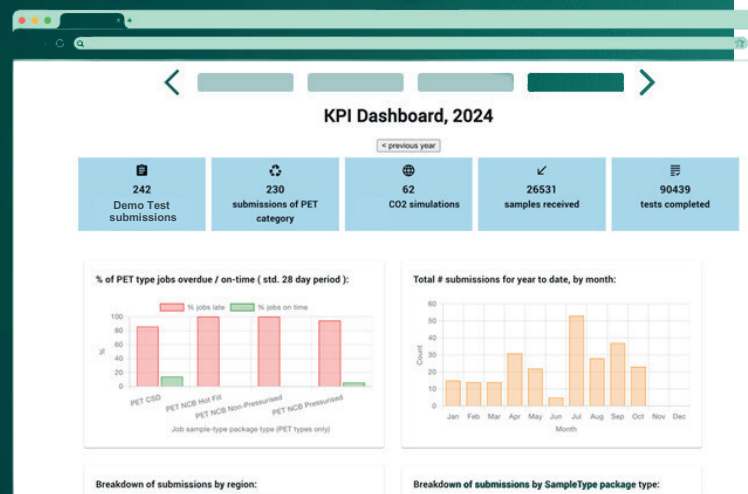 KPI Dashboard, 2024
< previous year
242
Demo Test
submissions
230
submissions of PET
category
62
CO2 simulations
26531
samples received
90439
tests completed
% of PET type jobs overdue / on-time ( std. 28 day period ):
% jobs late
% jobs on time
100
80
60
40
20
0
%
PET CSD
PET NCB Hot Fill
PET NCB Non-Pressurised
PET NCB Pressurised
Job sample-type package type (PET types only)
Total # submissions for year to date, by month:
60
50
40
30
20
10
0
Count
Jan Feb Mar Apr May Jun Jul Aug Sep Oct Nov Dec
Month
Breakdown of submissions by region:
Breakdown of submissions by SampleType package type: